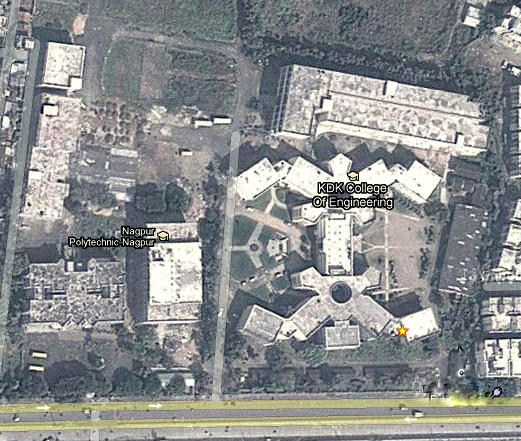 KDK College
Of Engineering
Nagpur
Polytechnic-Nagpur